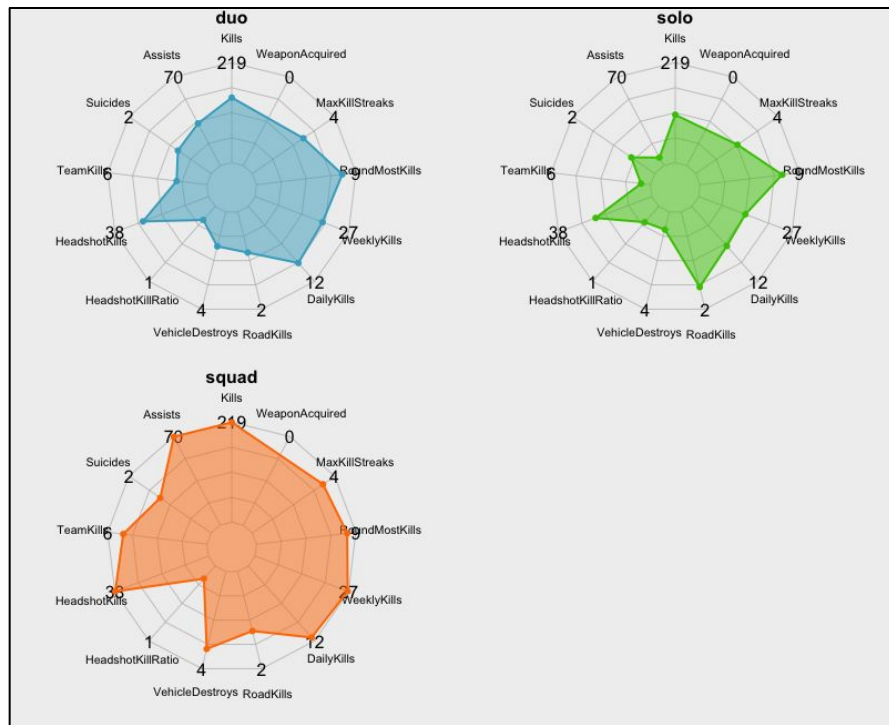 duo
Kills
219
WeaponAcquired
0
MaxKillStreaks
4
RoundMostKills
9
WeeklyKills
27
DailyKills
12
RoadKills
2
VehicleDestroys
4
HeadshotKillRatio
1
HeadshotKills
38
TeamKills
6
Suicides
2
Assists
70
solo
Kills
219
WeaponAcquired
0
MaxKillStreaks
4
RoundMostKills
9
WeeklyKills
27
DailyKills
12
RoadKills
2
VehicleDestroys
4
HeadshotKillRatio
1
HeadshotKills
38
TeamKills
6
Suicides
2
Assists
70
squad
Kills
219
WeaponAcquired
0
MaxKillStreaks
4
RoundMostKills
9
WeeklyKills
27
DailyKills
12
RoadKills
2
VehicleDestroys
4
HeadshotKillRatio
1
HeadshotKills
38
TeamKills
6
Suicides
2
Assists
70